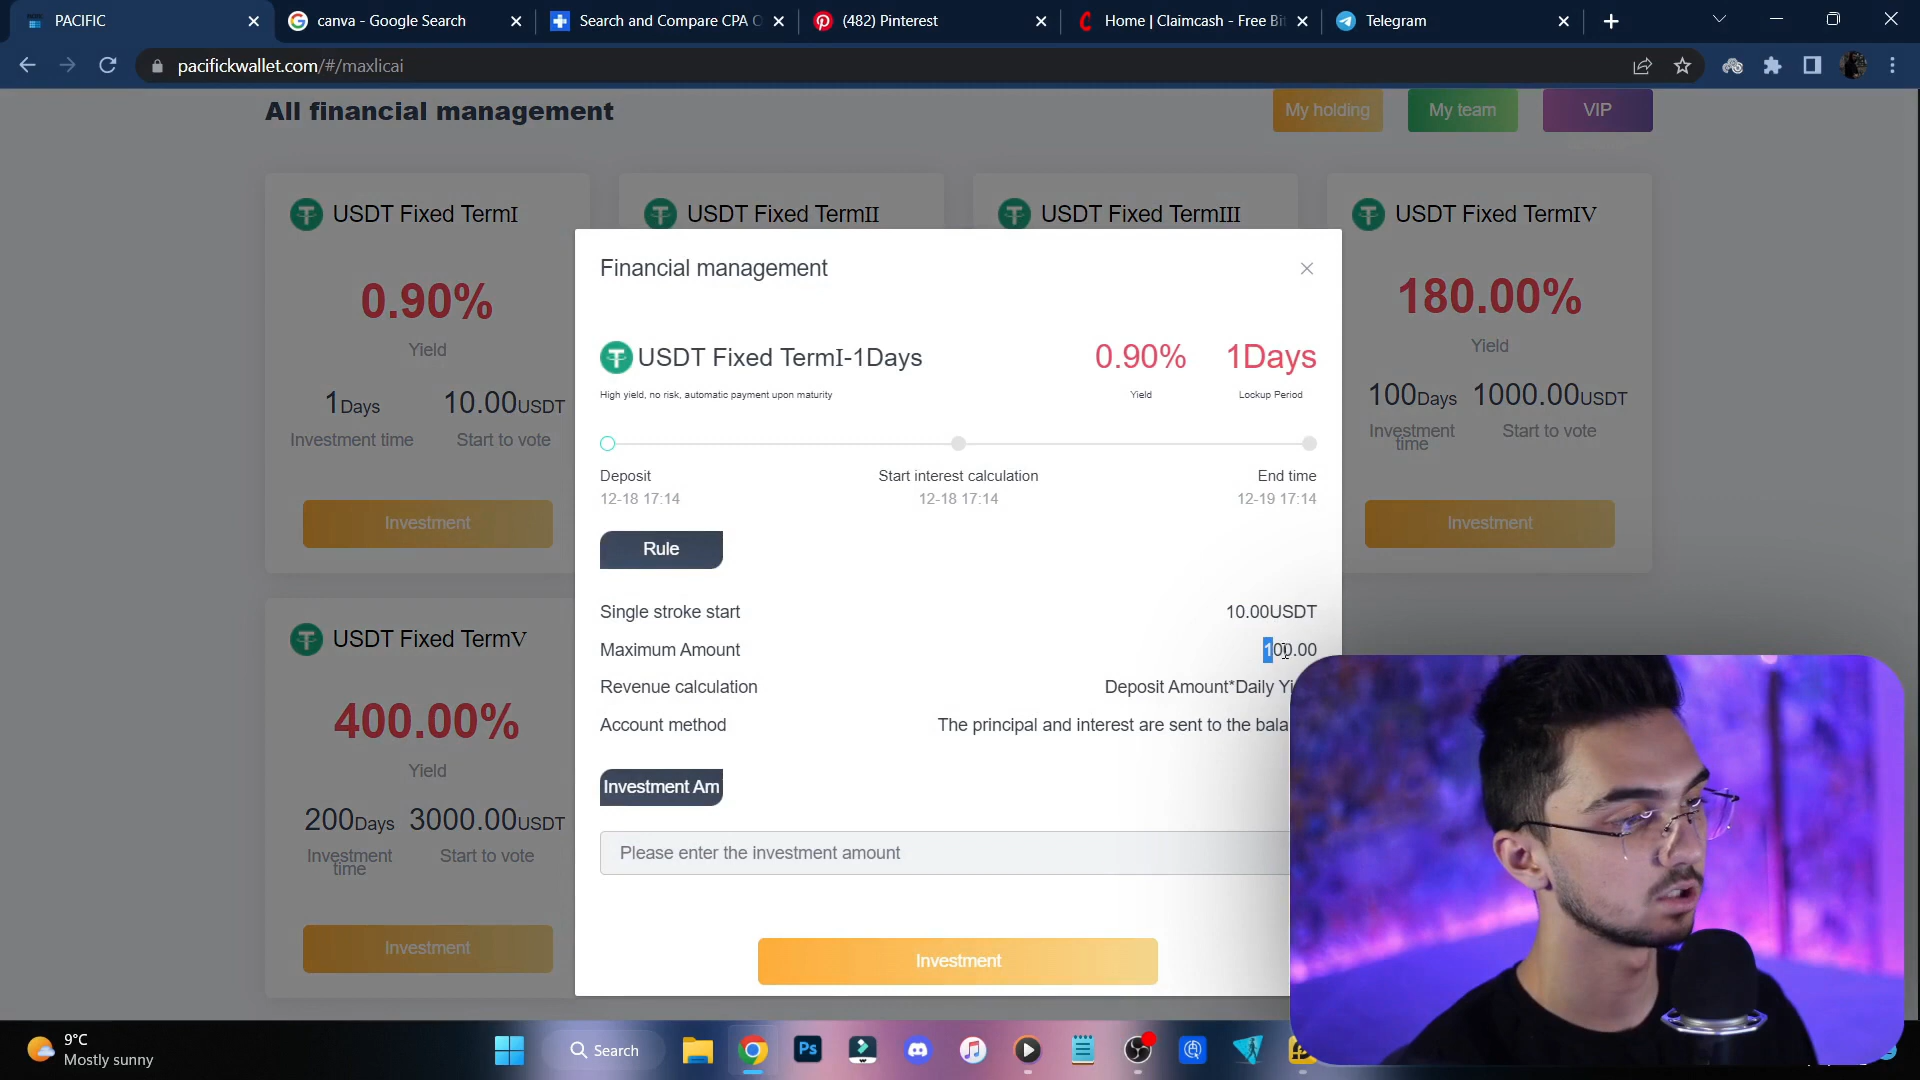 PACIFIC
canva - Google Search
Search and Compare CPA O
(482) Pinterest
Home | Claimcash - Free Bit
Telegram
pacifickwallet.com/#/maxlicai
All financial management
My holding
My team
VIP
USDT Fixed TermI
USDT Fixed TermII
USDT Fixed TermIII
USDT Fixed TermIV
0.90%
Yield
1Days
10.00USDT
Investment time
Start to vote
Investment
180.00%
Yield
100Days
1000.00USDT
Investment time
Start to vote
Investment
USDT Fixed TermV
400.00%
Yield
200Days
3000.00USDT
Investment time
Start to vote
Investment
Financial management
USDT Fixed TermI-1Days
0.90%
1Days
High yield, no risk, automatic payment upon maturity
Yield
Lockup Period
Deposit
Start interest calculation
End time
12-18 17:14
12-18 17:14
12-19 17:14
Rule
Single stroke start
10.00USDT
Maximum Amount
100.00
Revenue calculation
Deposit Amount*Daily Yi
Account method
The principal and interest are sent to the bala
Investment Am
Please enter the investment amount
Investment
9°C
Mostly sunny
Search
Ps